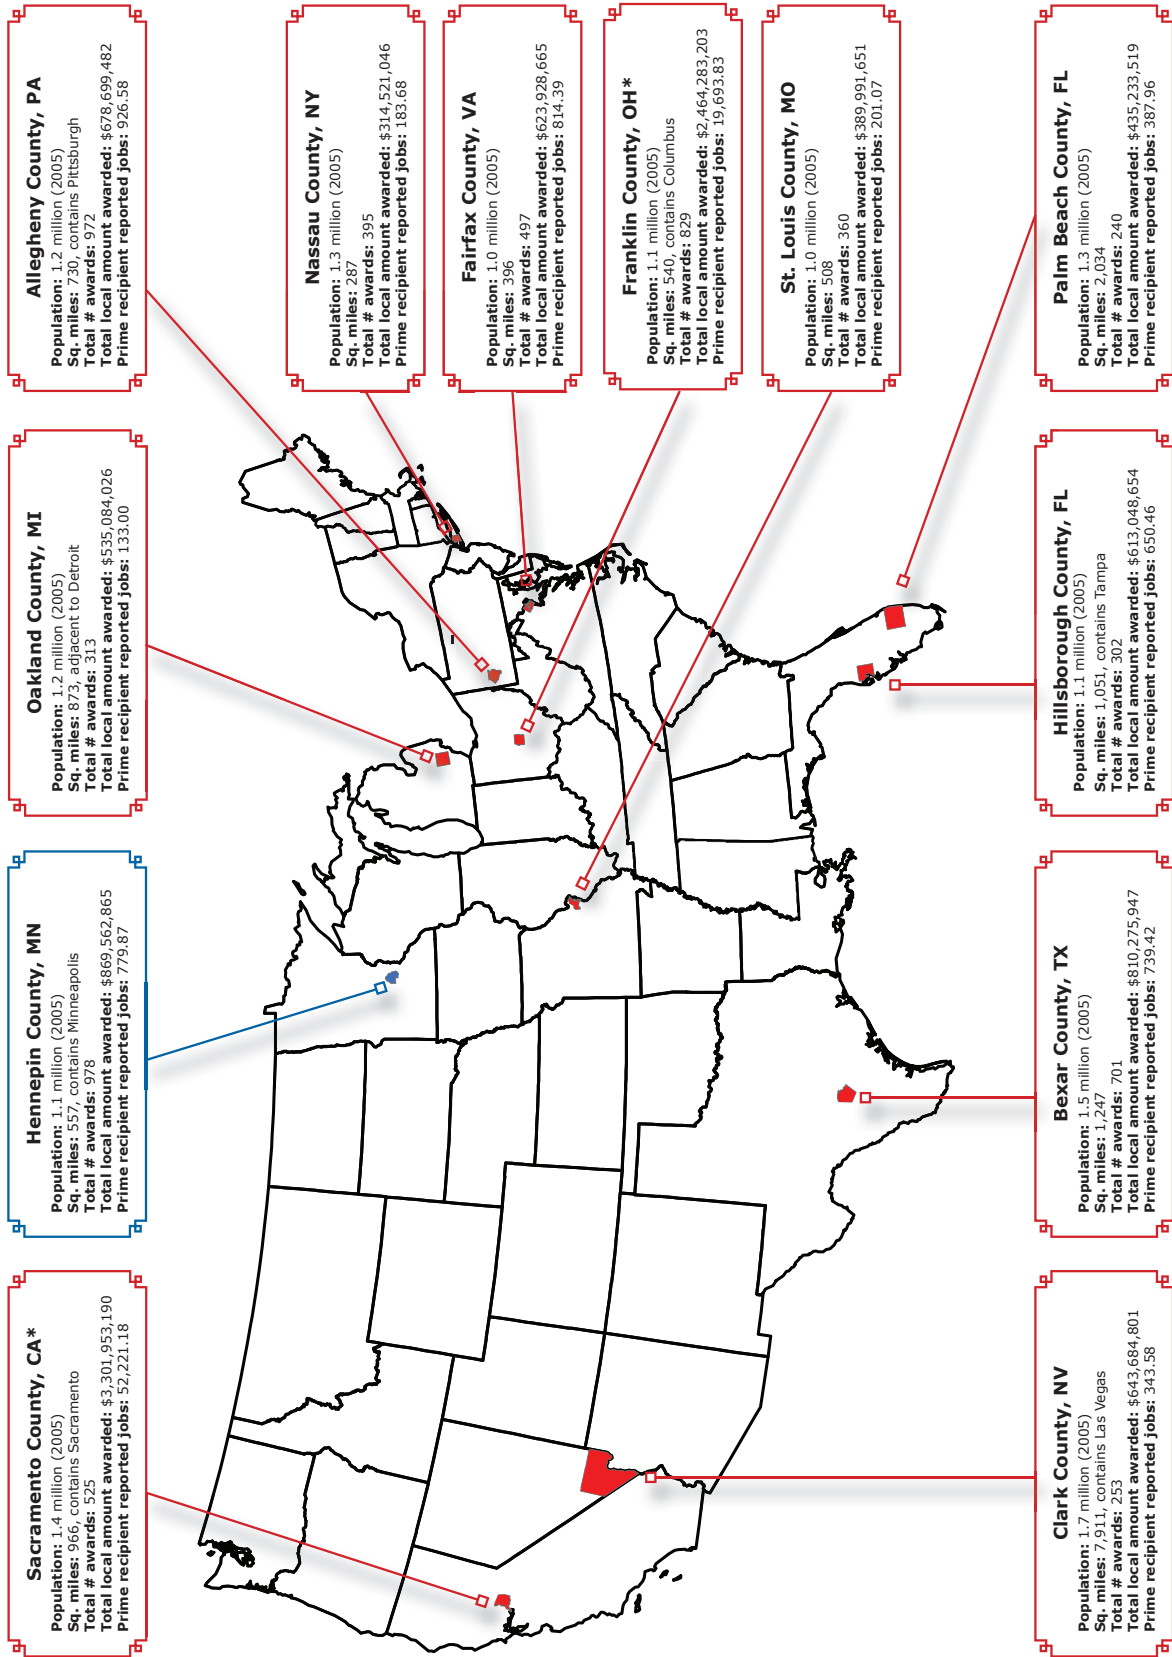 Sacramento County, CA*
Population: 1.4 million (2005)
Sq. miles: 966, contains Sacramento
Total # awards: 525
Total local amount awarded: $3,301,953,190
Prime recipient reported jobs: 52,221.18
Hennepin County, MN
Population: 1.1 million (2005)
Sq. miles: 557, contains Minneapolis
Total # awards: 978
Total local amount awarded: $869,562,865
Prime recipient reported jobs: 779.87
Oakland County, MI
Population: 1.2 million (2005)
Sq. miles: 873, adjacent to Detroit
Total # awards: 313
Total local amount awarded: $535,084,026
Prime recipient reported jobs: 133.00
Allegheny County, PA
Population: 1.2 million (2005)
Sq. miles: 730, contains Pittsburgh
Total # awards: 972
Total local amount awarded: $678,699,482
Prime recipient reported jobs: 926.58
Nassau County, NY
Population: 1.3 million (2005)
Sq. miles: 287
Total # awards: 395
Total local amount awarded: $314,521,046
Prime recipient reported jobs: 183.68
Fairfax County, VA
Population: 1.0 million (2005)
Sq. miles: 396
Total # awards: 497
Total local amount awarded: $623,928,665
Prime recipient reported jobs: 814.39
Franklin County, OH*
Population: 1.1 million (2005)
Sq. miles: 540, contains Columbus
Total # awards: 829
Total local amount awarded: $2,464,283,203
Prime recipient reported jobs: 19,693.83
St. Louis County, MO
Population: 1.0 million (2005)
Sq. miles: 508
Total # awards: 360
Total local amount awarded: $389,991,651
Prime recipient reported jobs: 201.07
Clark County, NV
Population: 1.7 million (2005)
Sq. miles: 7,911, contains Las Vegas
Total # awards: 253
Total local amount awarded: $643,684,801
Prime recipient reported jobs: 343.58
Bexar County, TX
Population: 1.5 million (2005)
Sq. miles: 1,247
Total # awards: 701
Total local amount awarded: $810,275,947
Prime recipient reported jobs: 739.42
Hillsborough County, FL
Population: 1.1 million (2005)
Sq. miles: 1,051, contains Tampa
Total # awards: 302
Total local amount awarded: $613,048,654
Prime recipient reported jobs: 650.46
Palm Beach County, FL
Population: 1.3 million (2005)
Sq. miles: 2,034
Total # awards: 240
Total local amount awarded: $435,233,519
Prime recipient reported jobs: 387.96